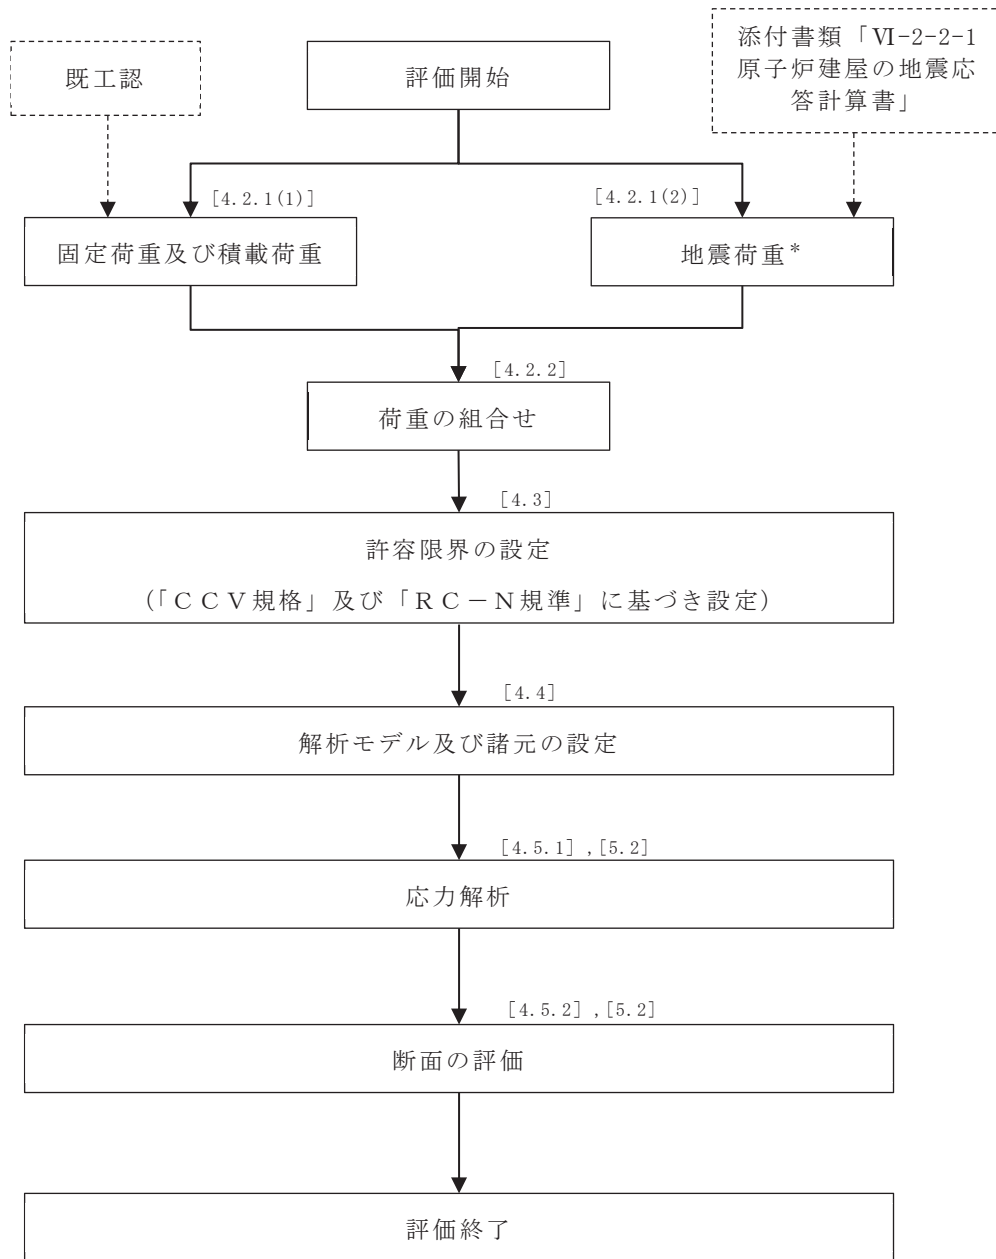 既工認
評価開始
添付書類「Ⅵ-2-2-1
原子炉建屋の地震応
答計算書」
[4.2.1(1)]
[4.2.1(2)]
固定荷重及び積載荷重
地震荷重*
[4.2.2]
荷重の組合せ
[4.3]
許容限界の設定
(「ＣＣＶ規格」及び「ＲＣ－Ｎ規準」に基づき設定)
[4.4]
解析モデル及び諸元の設定
[4.5.1] ,[5.2]
応力解析
[4.5.2] ,[5.2]
断面の評価
評価終了